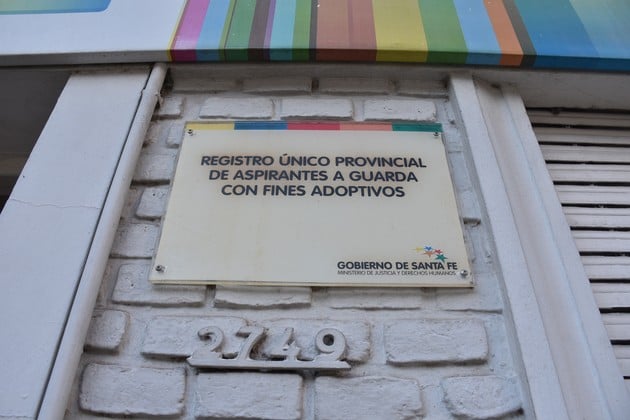 REGISTRO ÚNICO PROVINCIAL
DE ASPIRANTES A GUARDA
CON FINES ADOPTIVOS
GOBIERNO DE SANTA FE
MINISTERIO DE JUSTICIA Y DERECHOS HUMANOS
2749